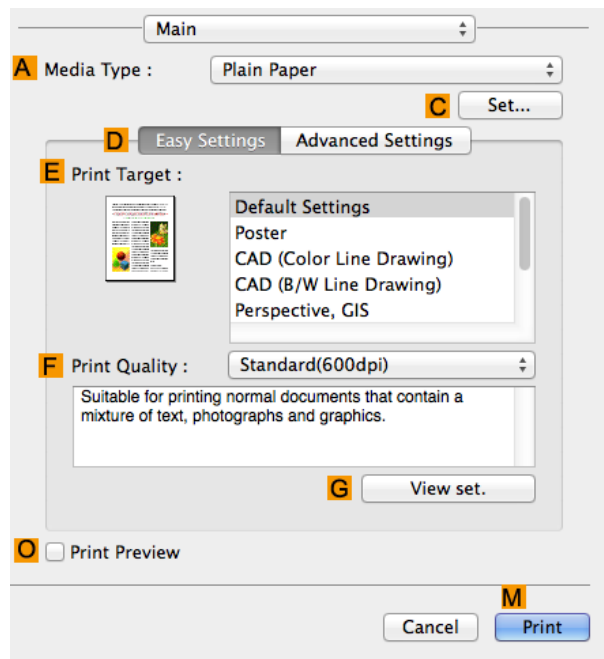 Main
A Media Type : Plain Paper
C Set...
D Easy Settings Advanced Settings
E Print Target :
Default Settings
Poster
CAD (Color Line Drawing)
CAD (B/W Line Drawing)
Perspective, GIS
F Print Quality : Standard(600dpi)
Suitable for printing normal documents that contain a
mixture of text, photographs and graphics.
G View set.
O Print Preview
M
Cancel Print